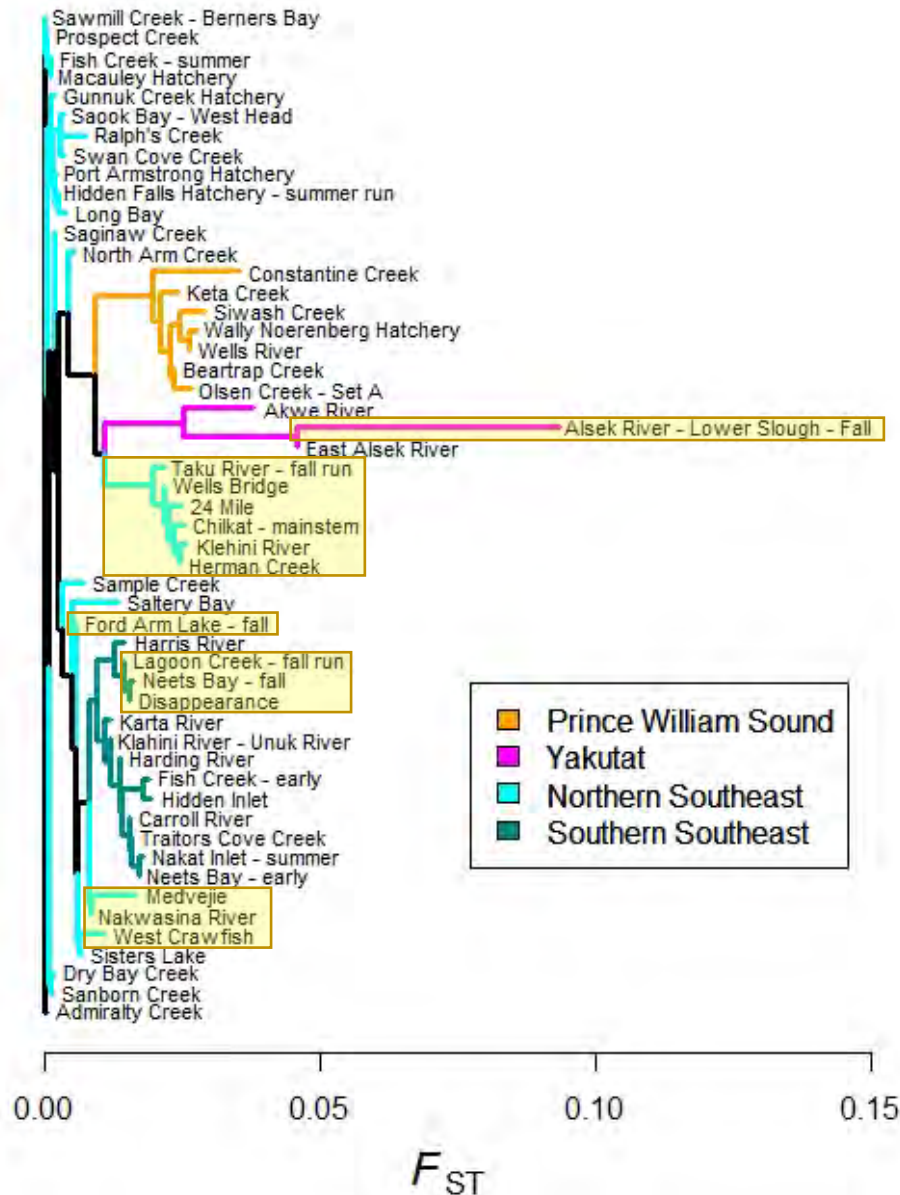 Sawmill Creek - Berners Bay
Prospect Creek
Fish Creek - summer
Macauley Hatchery
Gunnuk Creek Hatchery
Saook Bay - West Head
Ralph's Creek
Swan Cove Creek
Port Armstrong Hatchery
Hidden Falls Hatchery - summer run
Long Bay
Saginaw Creek
North Arm Creek
Constantine Creek
Keta Creek
Siwash Creek
Wally Noerenberg Hatchery
Wells River
Beartrap Creek
Olsen Creek - Set A
Akwe River
Alsek River - Lower Slough - Fall
East Alsek River
Taku River - fall run
Wells Bridge
24 Mile
Chilkat - mainstem
Klehini River
Herman Creek
Sample Creek
Saltery Bay
Ford Arm Lake - fall
Harris River
Lagoon Creek - fall run
Neets Bay - fall
Disappearance
Karta River
Klahini River - Unuk River
Harding River
Fish Creek - early
Hidden Inlet
Carroll River
Traitors Cove Creek
Nakat Inlet - summer
Neets Bay - early
Medvejie
Nakwasina River
West Crawfish
Sisters Lake
Dry Bay Creek
Sanborn Creek
Admiralty Creek
Prince William Sound
Yakutat
Northern Southeast
Southern Southeast
0.00 0.05 0.10 0.15
FST